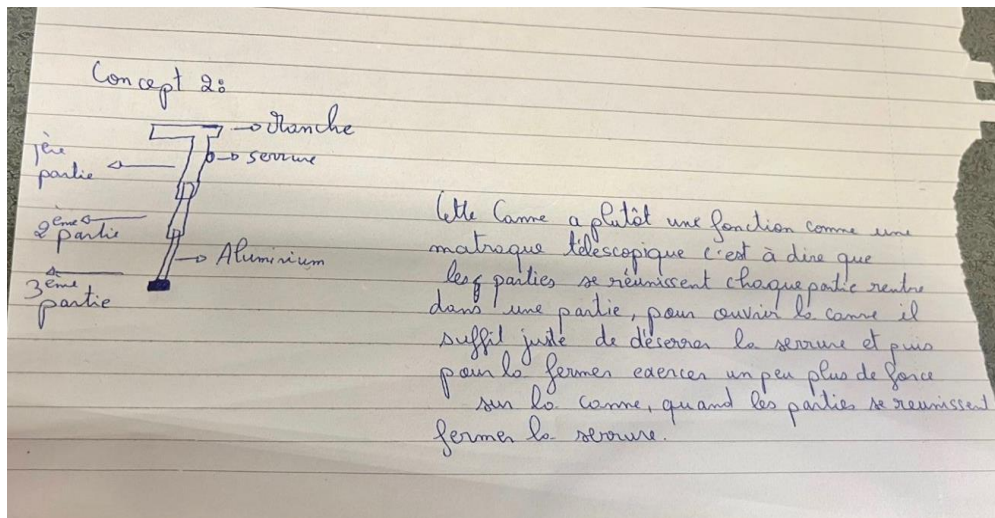 Concept 2:
Manche
serrure
1ère
partie
2ème
partie
Aluminium
3ème
partie
Cette Canne a plutôt une fonction comme une
matraque téléscopique c'est à dire que
les parties se réunissent chaque partie rentre
dans une partie, pour ouvrir la canne il
suffit juste de déserrer la serrure et puis
pour la fermer exercer un peu plus de force
sur la canne, quand les parties se reunissent
fermer la serrure.